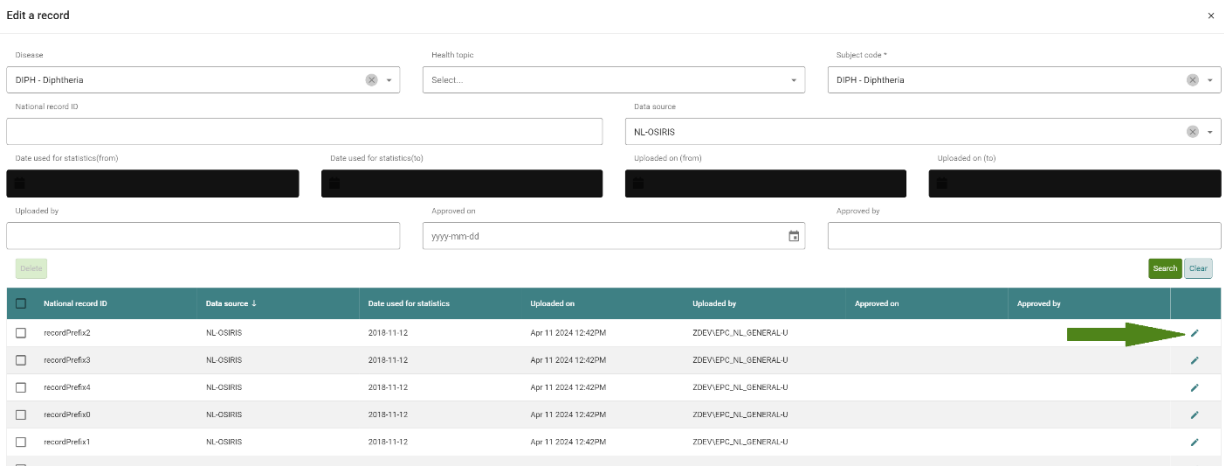 Edit a record ×
Disease Health topic Subject code *
DIPH - Diphtheria Select... DIPH - Diphtheria
National record ID Data source
NL-OSIRIS
Date used for statistics(from) Date used for statistics(to) Uploaded on (from) Uploaded on (to)
Uploaded by Approved on Approved by
yyyy-mm-dd
Delete Search Clear
National record ID Data source ↓ Date used for statistics Uploaded on Uploaded by Approved on Approved by
recordPrefix2 NL-OSIRIS 2018-11-12 Apr 11 2024 12:42PM ZDEV\EPC_NL_GENERAL-U
recordPrefix3 NL-OSIRIS 2018-11-12 Apr 11 2024 12:42PM ZDEV\EPC_NL_GENERAL-U
recordPrefix4 NL-OSIRIS 2018-11-12 Apr 11 2024 12:42PM ZDEV\EPC_NL_GENERAL-U
recordPrefix0 NL-OSIRIS 2018-11-12 Apr 11 2024 12:42PM ZDEV\EPC_NL_GENERAL-U
recordPrefix1 NL-OSIRIS 2018-11-12 Apr 11 2024 12:42PM ZDEV\EPC_NL_GENERAL-U